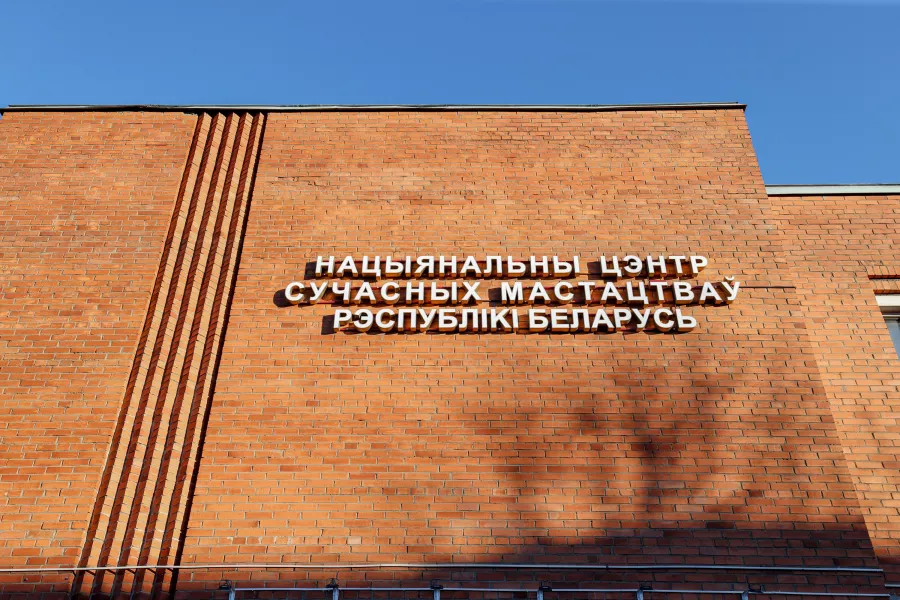 НАЦЫЯНАЛЬНЫ ЦЭНТР
СУЧАСНЫХ МАСТАЦТВАЎ
РЭСПУБЛІКІ БЕЛАРУСЬ